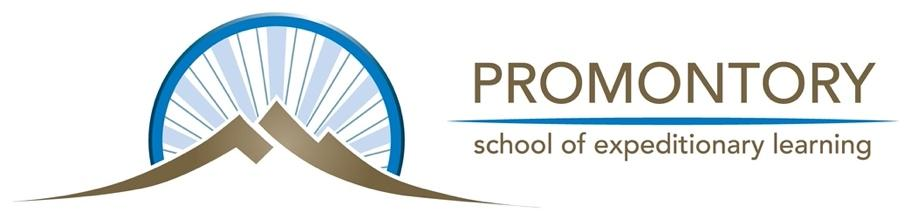 PROMONTORY
school of expeditionary learning